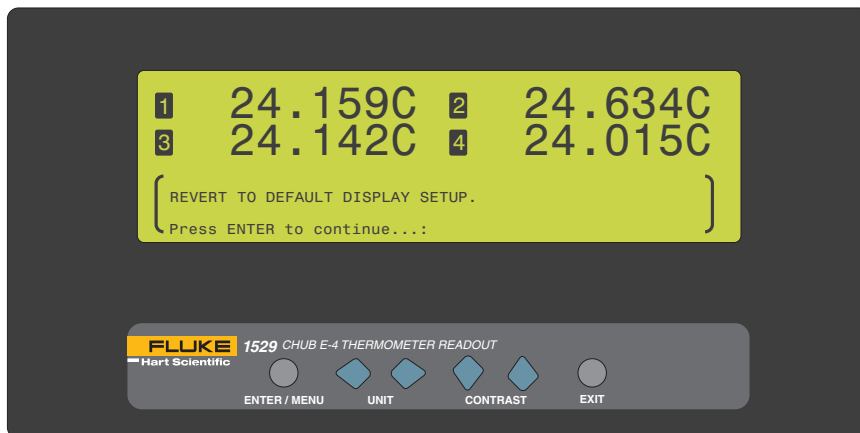 1 24.159C 2 24.634C
3 24.142C 4 24.015C
REVERT TO DEFAULT DISPLAY SETUP.
Press ENTER to continue...:
FLUKE 1529 CHUB E-4 THERMOMETER READOUT
Hart Scientific
ENTER / MENU UNIT CONTRAST EXIT